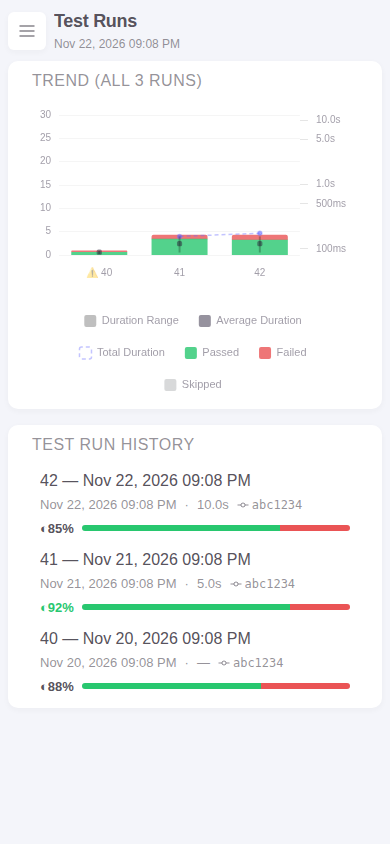 Test Runs
Nov 22, 2026 09:08 PM
TREND (ALL 3 RUNS)
30
25
20
15
10
5
0
10.0s
5.0s
1.0s
500ms
100ms
⚠ 40
41
42
Duration Range
Average Duration
Total Duration
Passed
Failed
Skipped
TEST RUN HISTORY
42 — Nov 22, 2026 09:08 PM
Nov 22, 2026 09:08 PM · 10.0s abc1234
85%
41 — Nov 21, 2026 09:08 PM
Nov 21, 2026 09:08 PM · 5.0s abc1234
92%
40 — Nov 20, 2026 09:08 PM
Nov 20, 2026 09:08 PM · — abc1234
88%